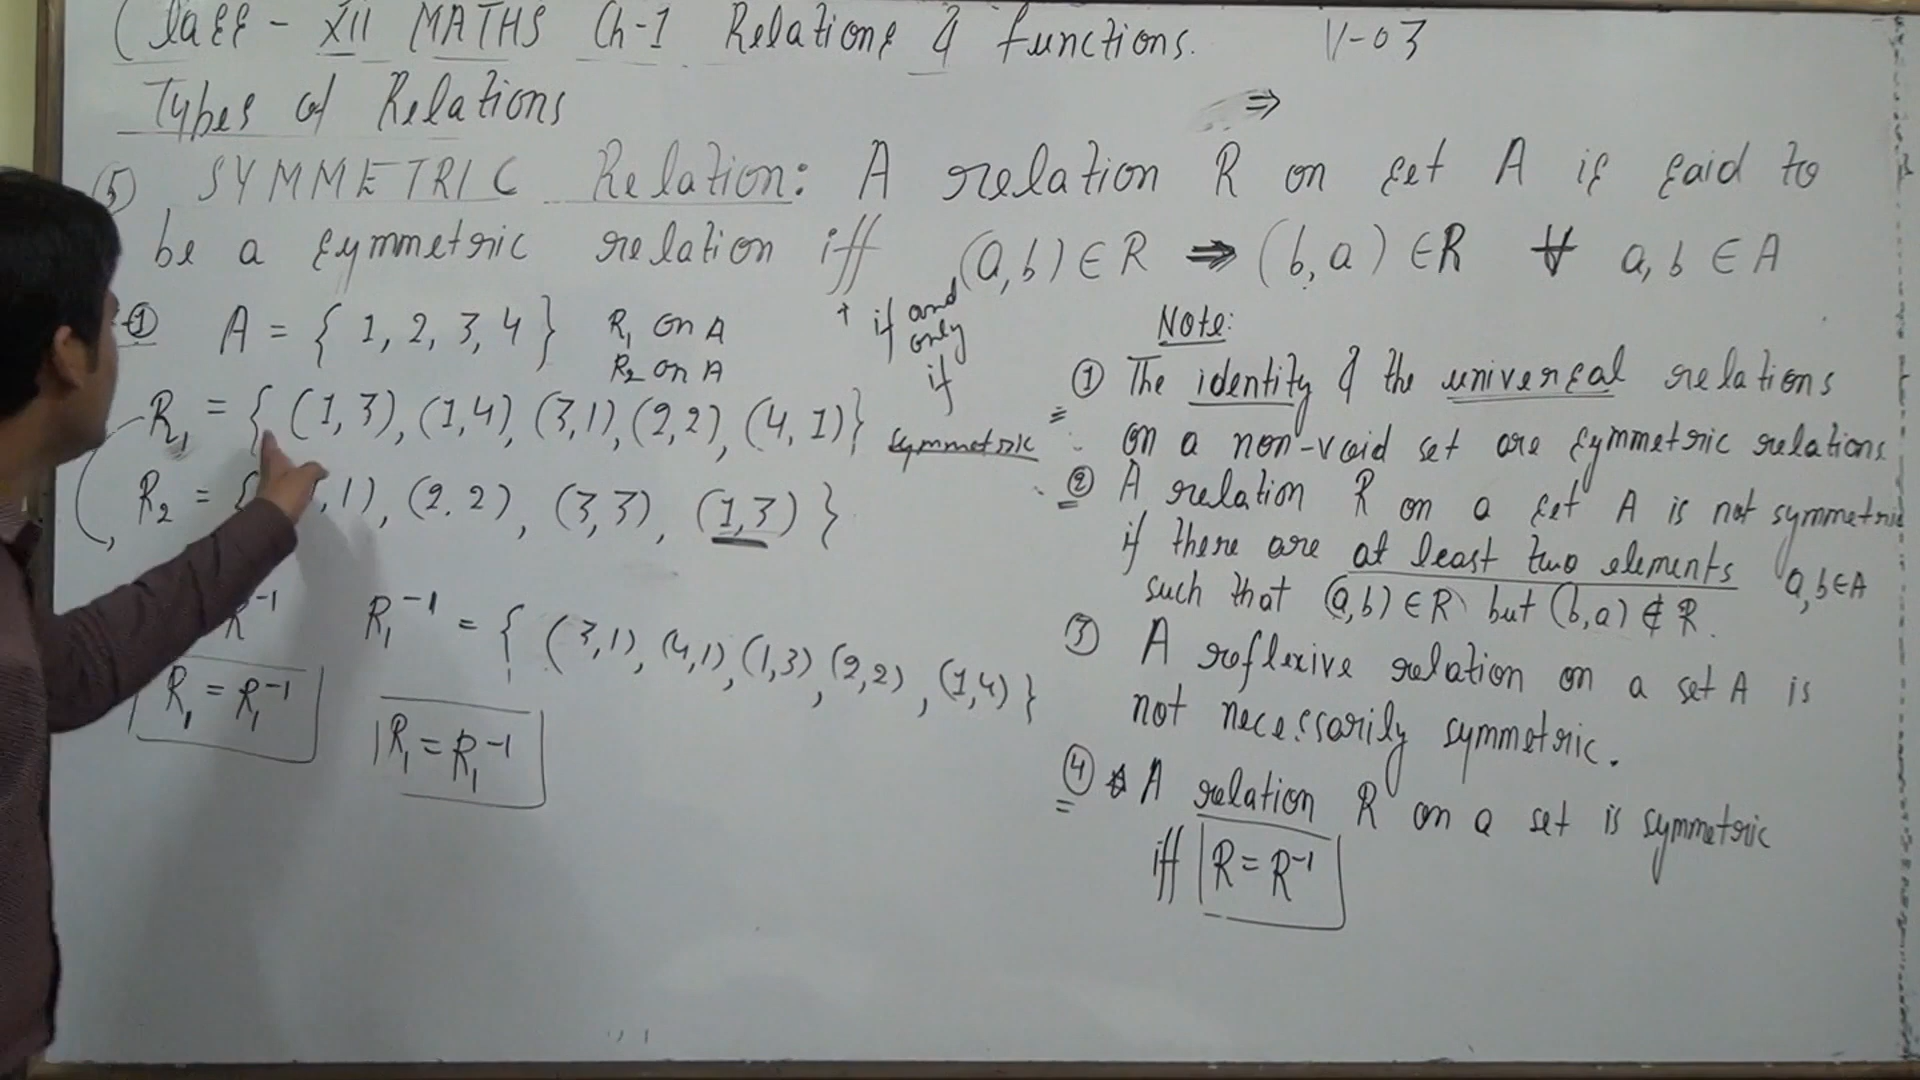 Class - XII MATHS Ch-1 Relations & functions. V-03
Types of Relations ⇒
⑤ SYMMETRIC Relation: A relation R on set A is said to
be a symmetric relation iff (a,b) ∈ R ⇒ (b,a) ∈ R ∀ a, b ∈ A
if and
only
if
① A = { 1, 2, 3, 4 } R₁ on A
R₂ on A
R₁ = { (1,3), (1,4), (3,1), (2,2), (4,1)} symmetric
R₂ = { ,1), (2,2), (3,3), (1,3) }
R⁻¹ R₁⁻¹ = { (3,1), (4,1), (1,3), (2,2), (1,4) }
R₁ = R₁⁻¹
R₁ = R₁⁻¹
Note:
① The identity & the universal relations
on a non-void set are symmetric relations
② A relation R on a set A is not symmetric
if there are at least two elements a, b ∈ A
such that (a,b) ∈ R but (b,a) ∉ R.
③ A reflexive relation on a set A is
not necessarily symmetric.
④ A relation R on a set is symmetric
iff R = R⁻¹